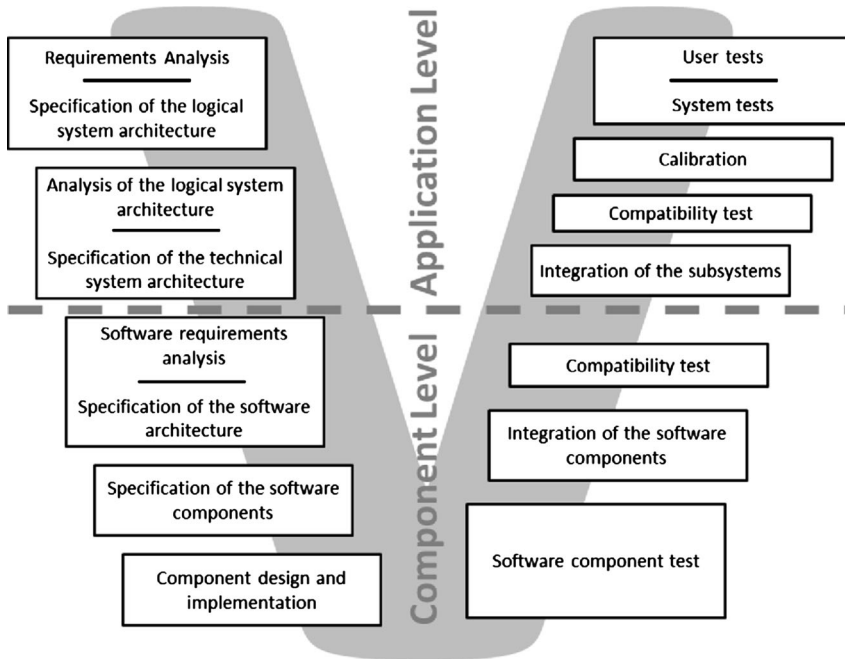 Requirements Analysis
Specification of the logical
system architecture
Analysis of the logical system
architecture
Specification of the technical
system architecture
Software requirements
analysis
Specification of the software
architecture
Specification of the software
components
Component design and
implementation
Application Level
Component Level
User tests
System tests
Calibration
Compatibility test
Integration of the subsystems
Compatibility test
Integration of the software
components
Software component test